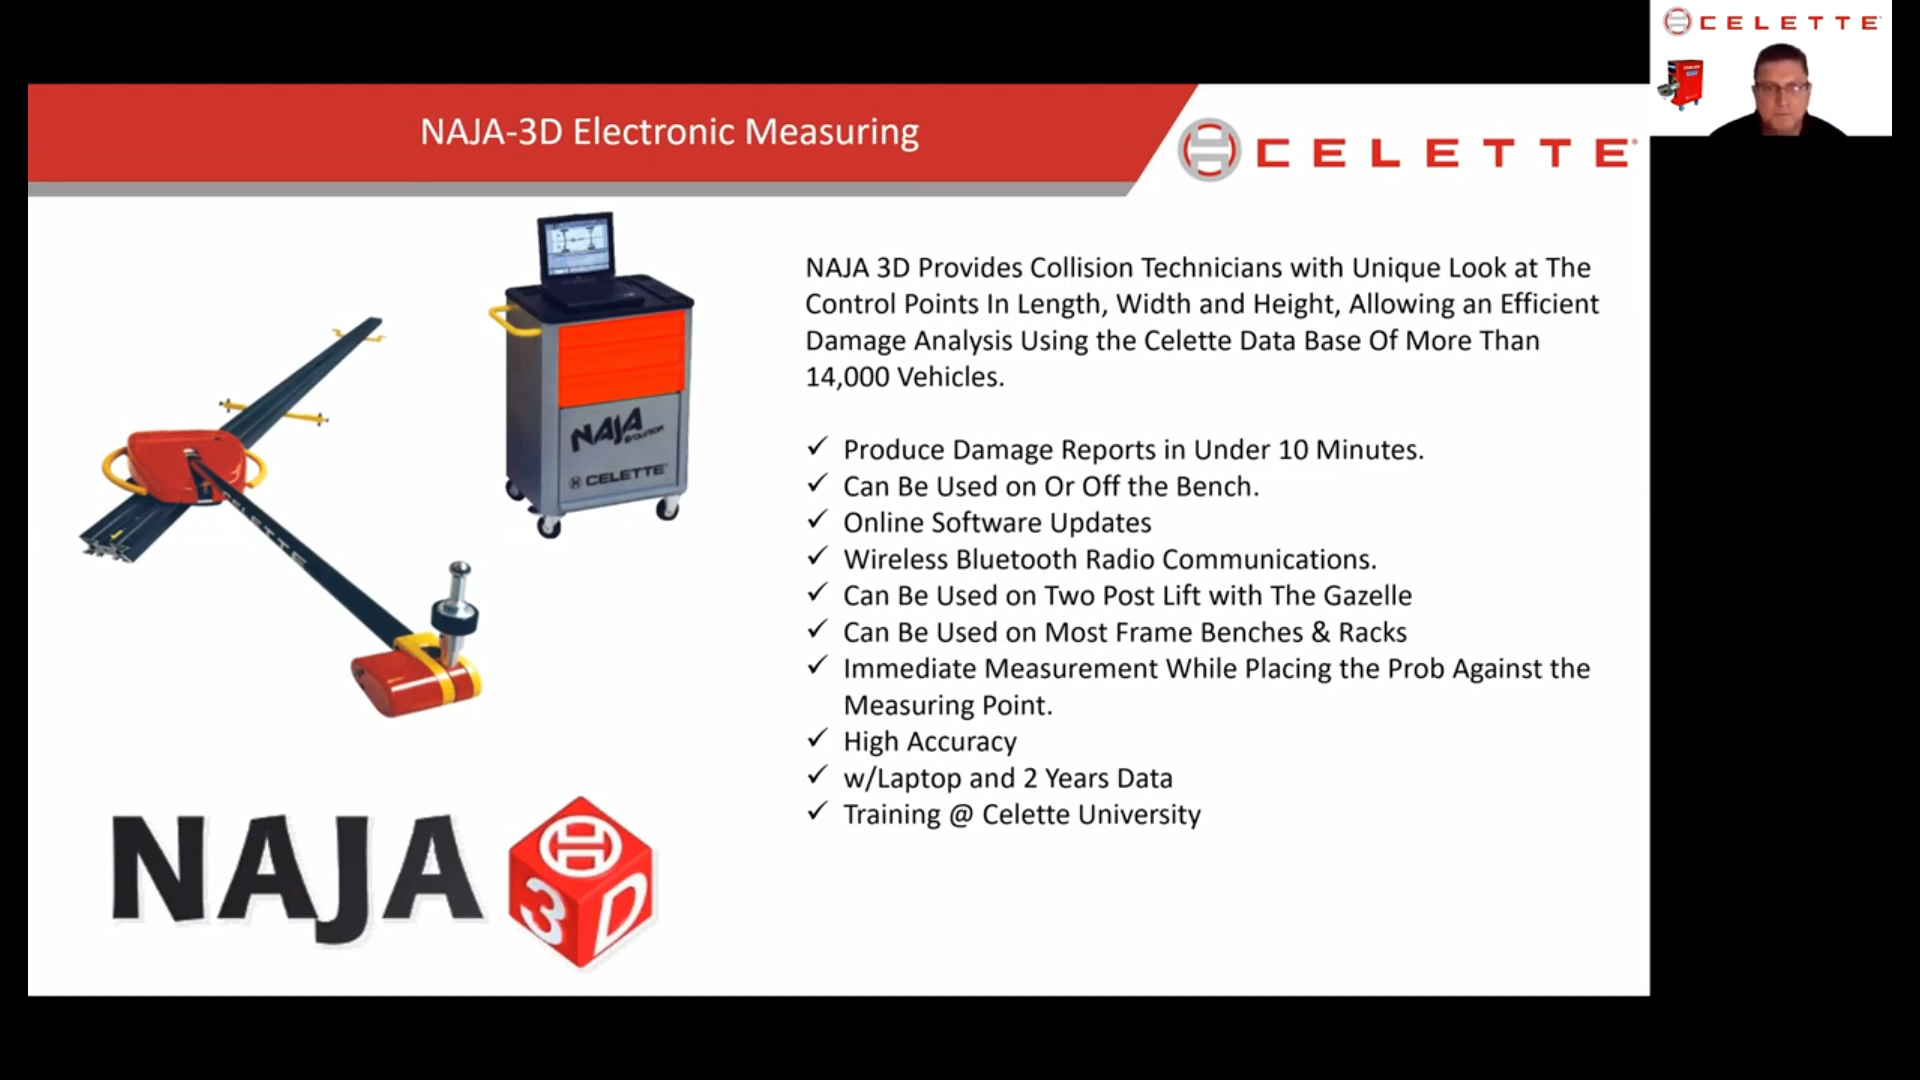 CELETTE
NAJA-3D Electronic Measuring
CELETTE
NAJA 3D Provides Collision Technicians with Unique Look at The
Control Points In Length, Width and Height, Allowing an Efficient
Damage Analysis Using the Celette Data Base Of More Than
14,000 Vehicles.
✓ Produce Damage Reports in Under 10 Minutes.
✓ Can Be Used on Or Off the Bench.
✓ Online Software Updates
✓ Wireless Bluetooth Radio Communications.
✓ Can Be Used on Two Post Lift with The Gazelle
✓ Can Be Used on Most Frame Benches & Racks
✓ Immediate Measurement While Placing the Prob Against the
Measuring Point.
✓ High Accuracy
✓ w/Laptop and 2 Years Data
✓ Training @ Celette University
NAJA
CELETTE
CELETTE
NAJA
3D